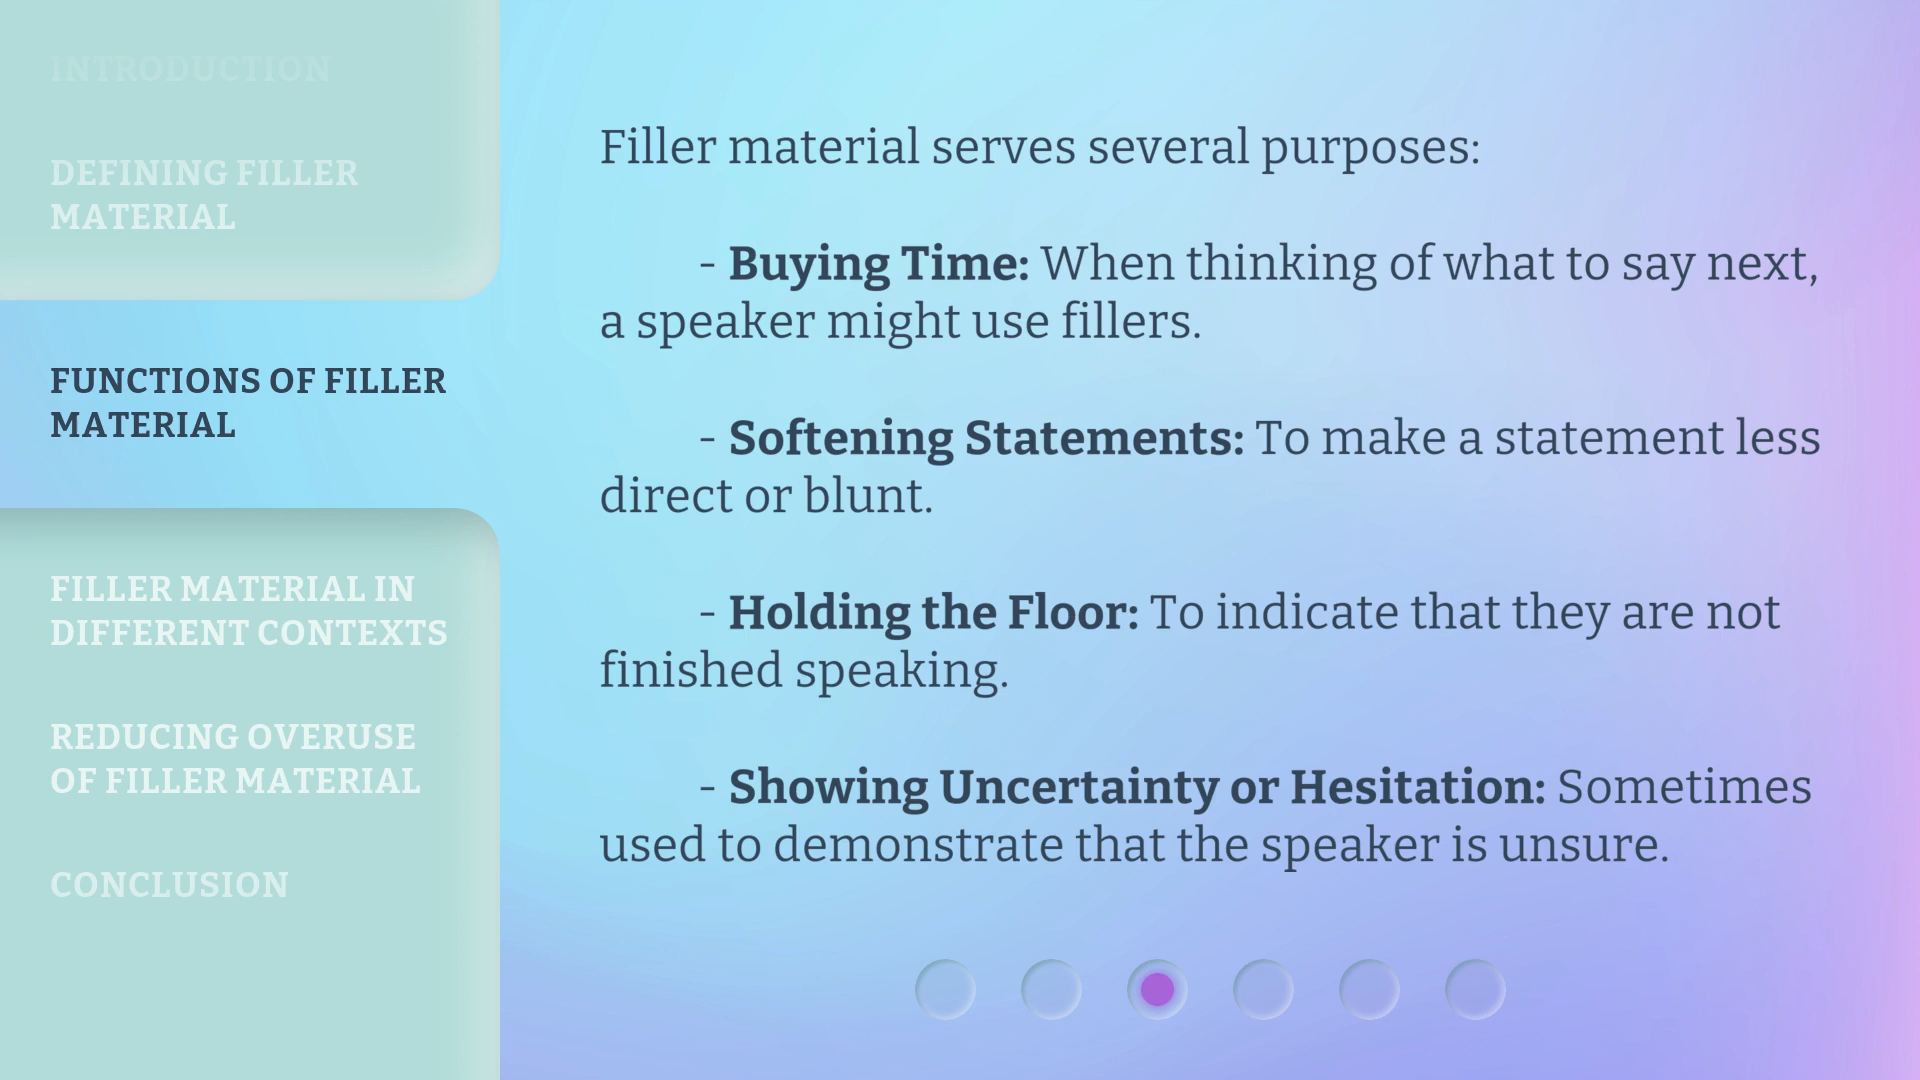 INTRODUCTION
DEFINING FILLER
MATERIAL
FUNCTIONS OF FILLER
MATERIAL
FILLER MATERIAL IN
DIFFERENT CONTEXTS
REDUCING OVERUSE
OF FILLER MATERIAL
CONCLUSION
Filler material serves several purposes:
- Buying Time: When thinking of what to say next,
a speaker might use fillers.
- Softening Statements: To make a statement less
direct or blunt.
- Holding the Floor: To indicate that they are not
finished speaking.
- Showing Uncertainty or Hesitation: Sometimes
used to demonstrate that the speaker is unsure.